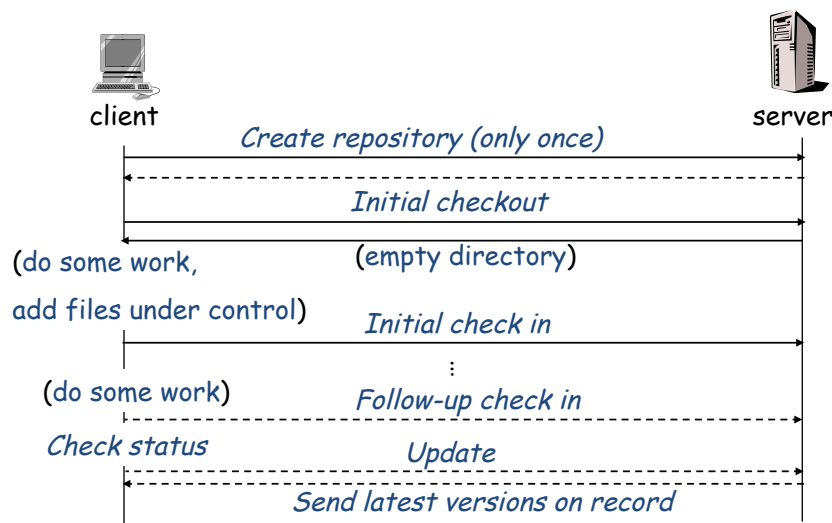 client
server
Create repository (only once)
Initial checkout
(empty directory)
(do some work,
add files under control)
Initial check in
...
(do some work)
Follow-up check in
Check status
Update
Send latest versions on record